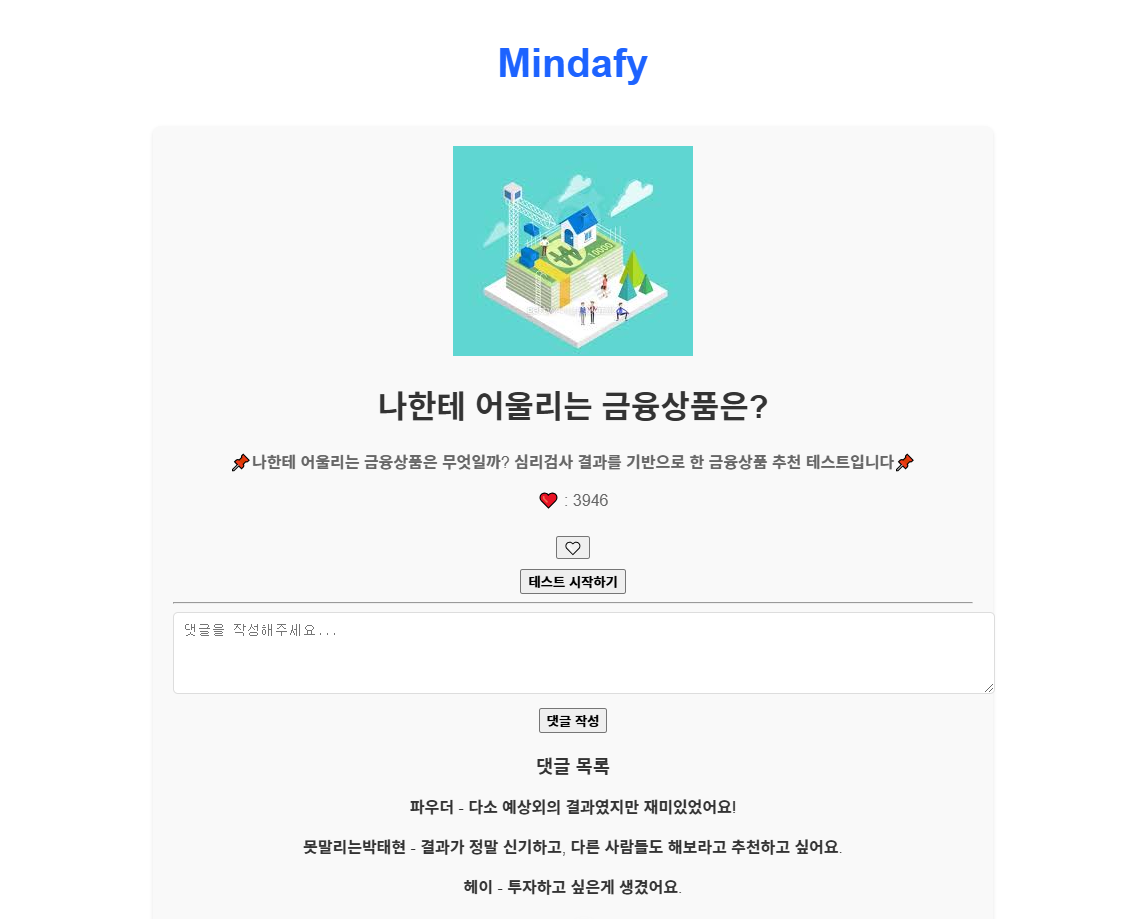 Mindafy
10000
나한테 어울리는 금융상품은?
📌나한테 어울리는 금융상품은 무엇일까? 심리검사 결과를 기반으로 한 금융상품 추천 테스트입니다📌
❤️ : 3946
♡
테스트 시작하기
댓글을 작성해주세요...
댓글 작성
댓글 목록
파우더 - 다소 예상외의 결과였지만 재미있었어요!
못말리는박태현 - 결과가 정말 신기하고, 다른 사람들도 해보라고 추천하고 싶어요.
헤이 - 투자하고 싶은게 생겼어요.